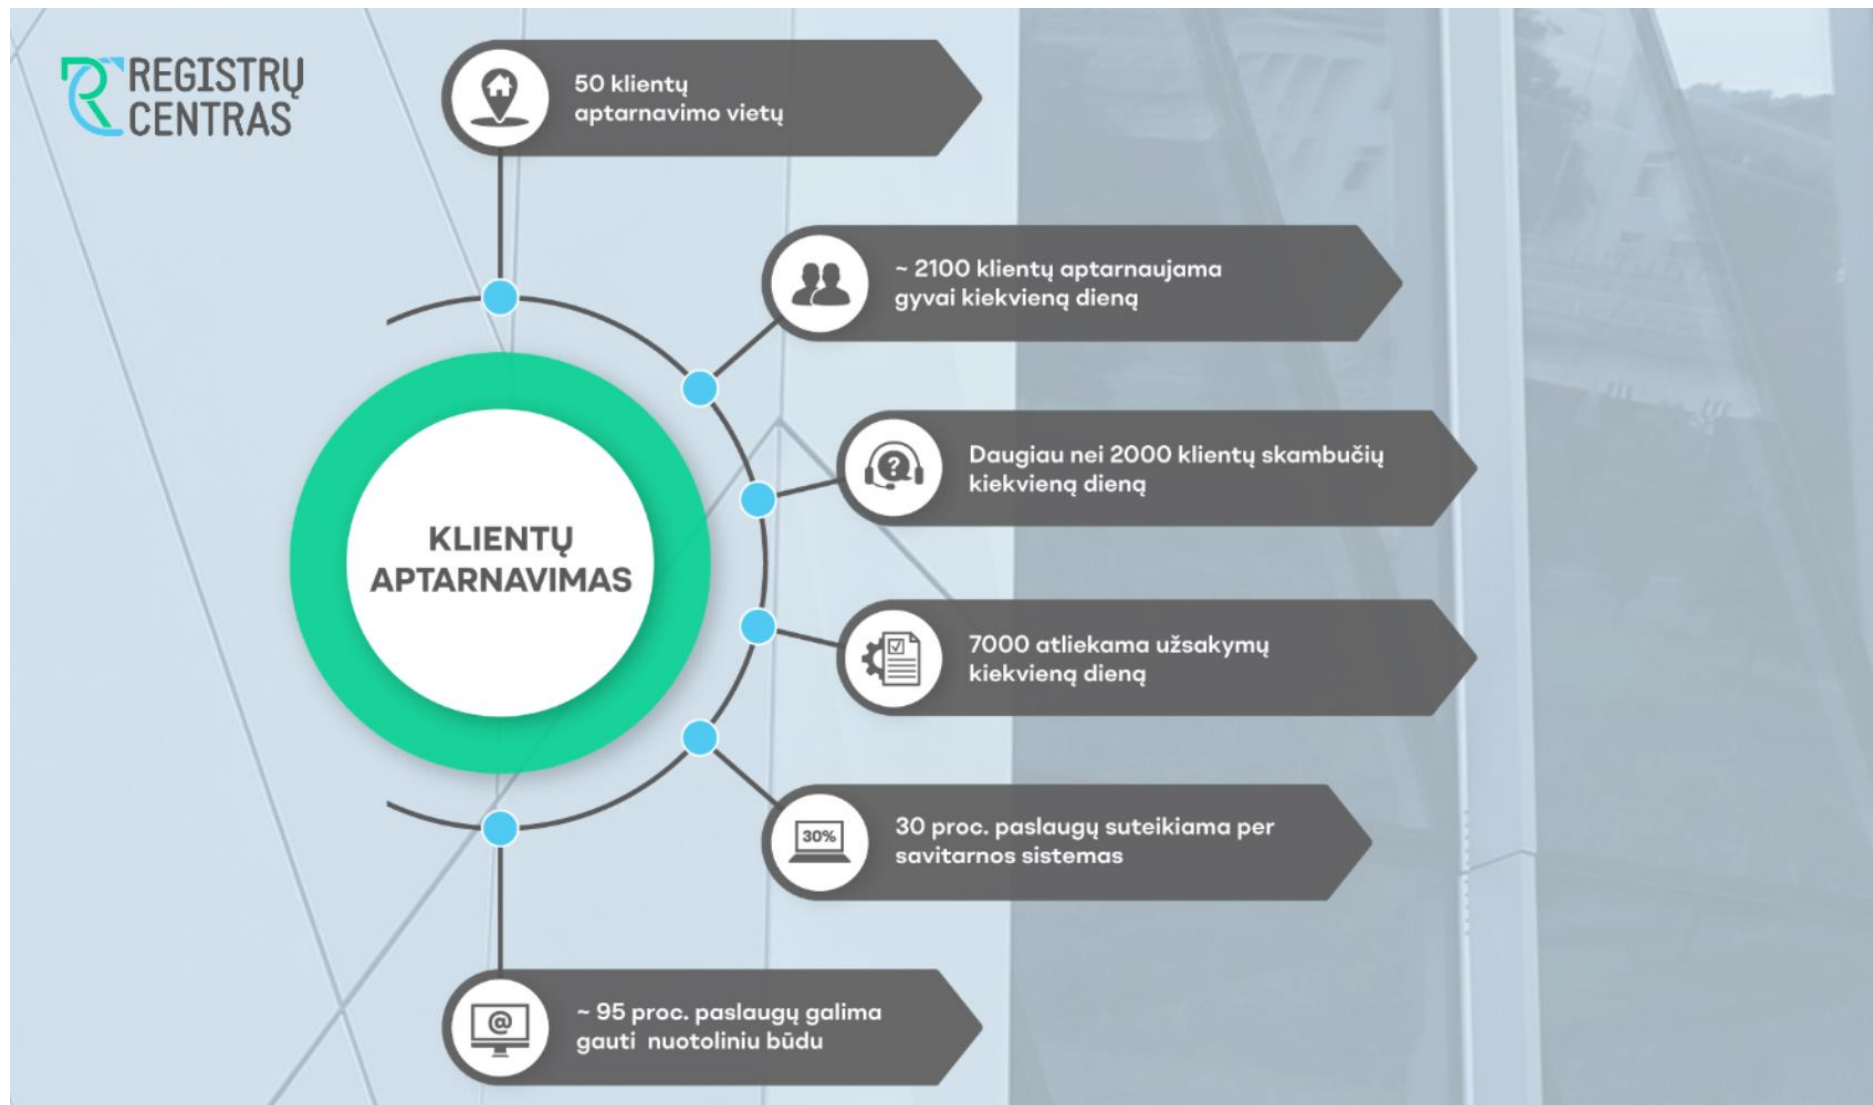 REGISTRŲ
CENTRAS
50 klientų
aptarnavimo vietų
~ 2100 klientų aptarnaujama
gyvai kiekvieną dieną
?
Daugiau nei 2000 klientų skambučių
kiekvieną dieną
KLIENTŲ
APTARNAVIMAS
7000 atliekama užsakymų
kiekvieną dieną
30%
30 proc. paslaugų suteikiama per
savitarnos sistemas
@
~ 95 proc. paslaugų galima
gauti  nuotoliniu būdu